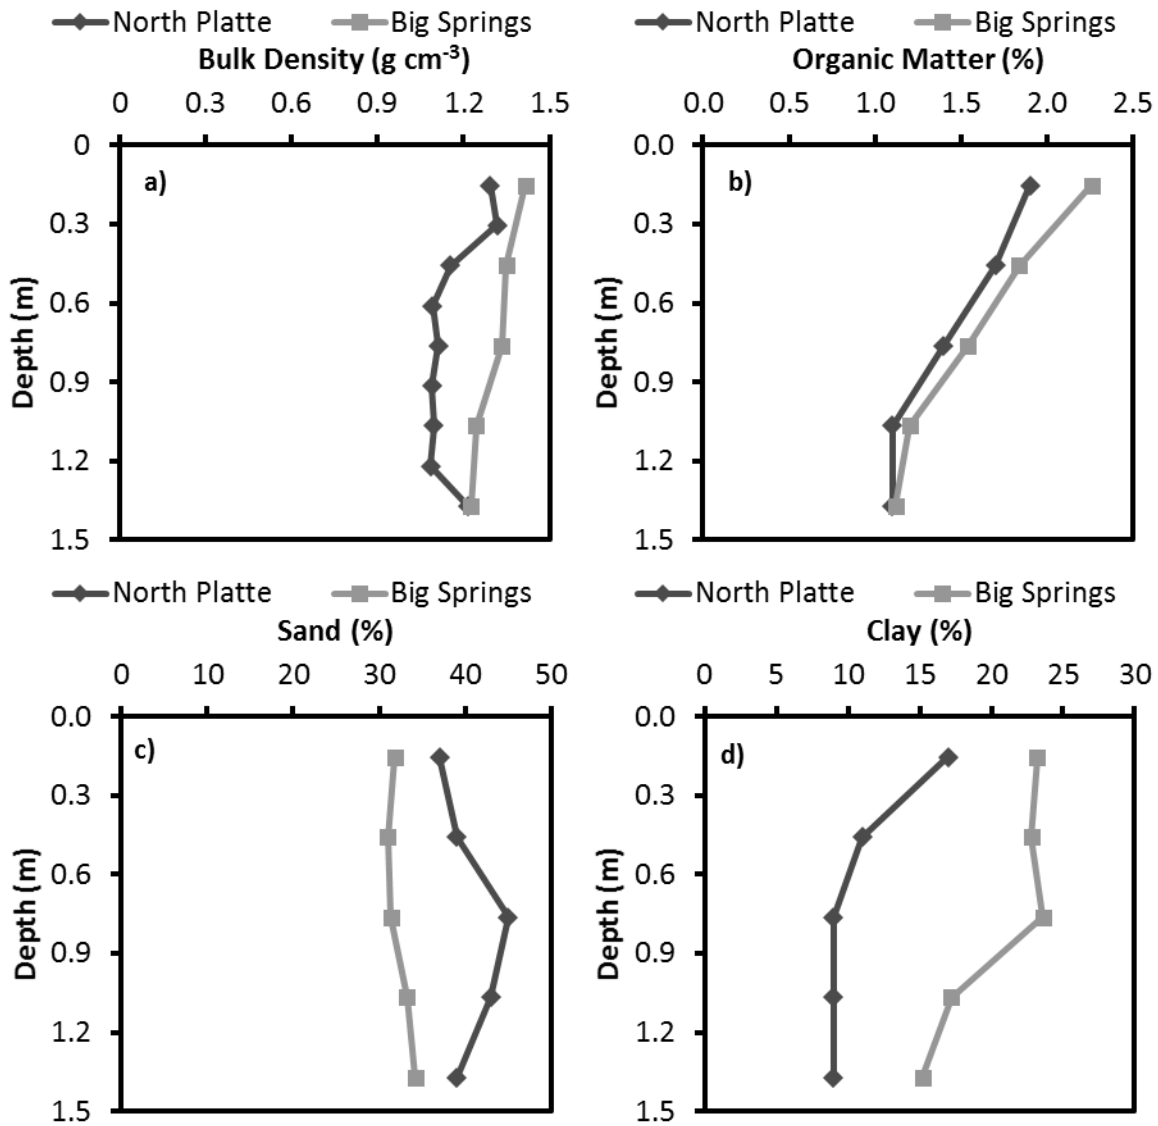 North Platte Big Springs
Bulk Density (g cm-3)
0 0.3 0.6 0.9 1.2 1.5
0
0.3
0.6
0.9
1.2
1.5
Depth (m)
a)
North Platte Big Springs
Organic Matter (%)
0.0 0.5 1.0 1.5 2.0 2.5
0.0
0.3
0.6
0.9
1.2
1.5
Depth (m)
b)
North Platte Big Springs
Sand (%)
0 10 20 30 40 50
0.0
0.3
0.6
0.9
1.2
1.5
Depth (m)
c)
North Platte Big Springs
Clay (%)
0 5 10 15 20 25 30
0.0
0.3
0.6
0.9
1.2
1.5
Depth (m)
d)